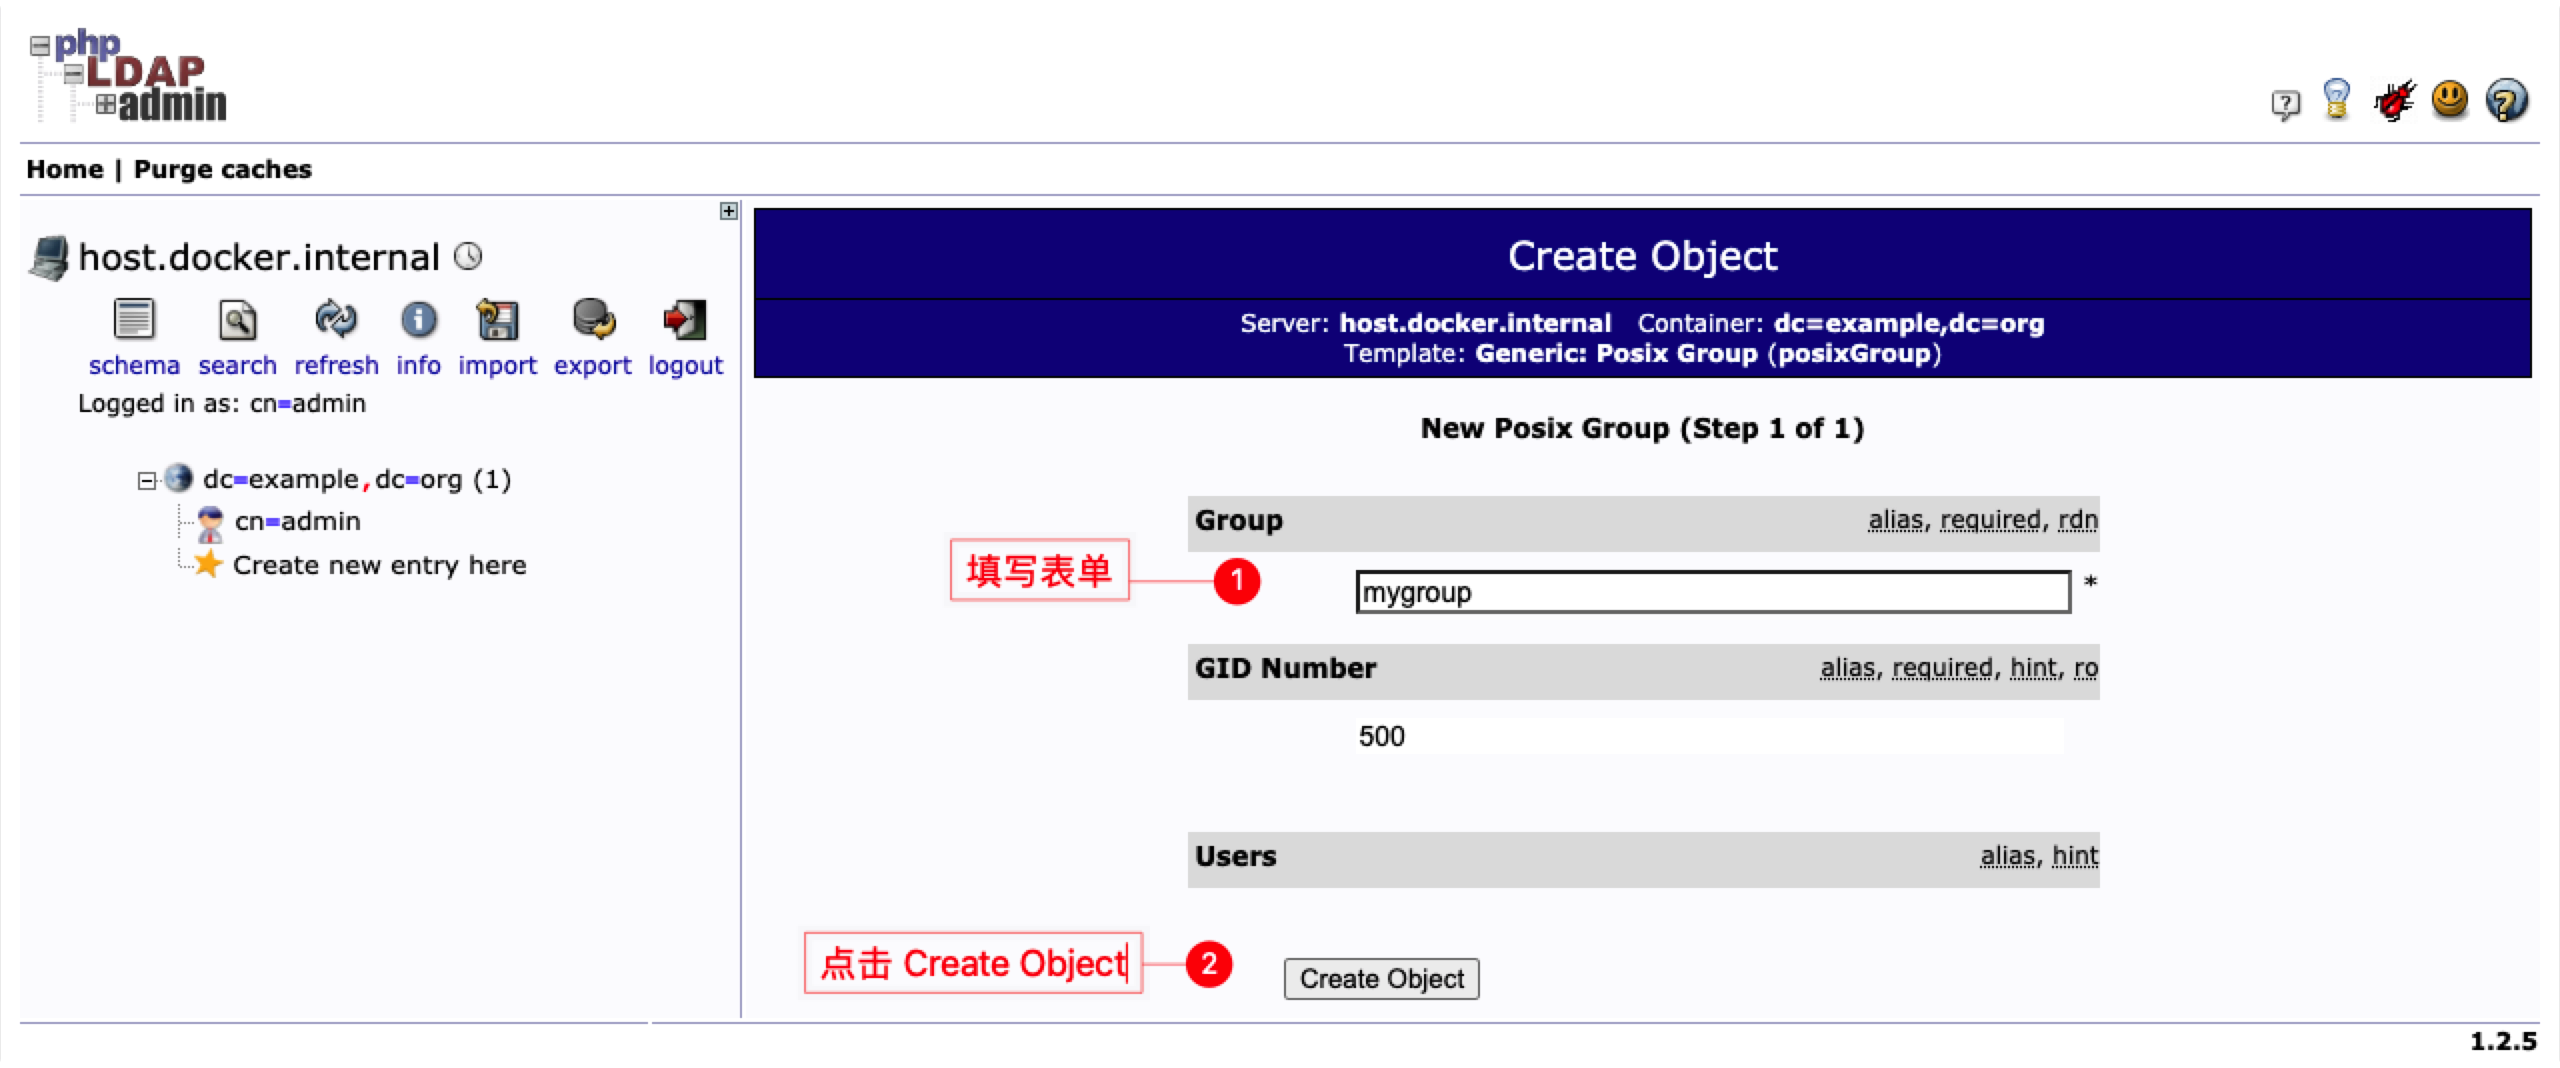 php
LDAP
admin
Home | Purge caches
host.docker.internal
schema search refresh info import export logout
Logged in as: cn=admin
dc=example,dc=org (1)
cn=admin
Create new entry here
Create Object
Server: host.docker.internal Container: dc=example,dc=org
Template: Generic: Posix Group (posixGroup)
New Posix Group (Step 1 of 1)
Group alias, required, rdn
填写表单 1
mygroup *
GID Number alias, required, hint, ro
500
Users alias, hint
点击 Create Object 2
Create Object
1.2.5